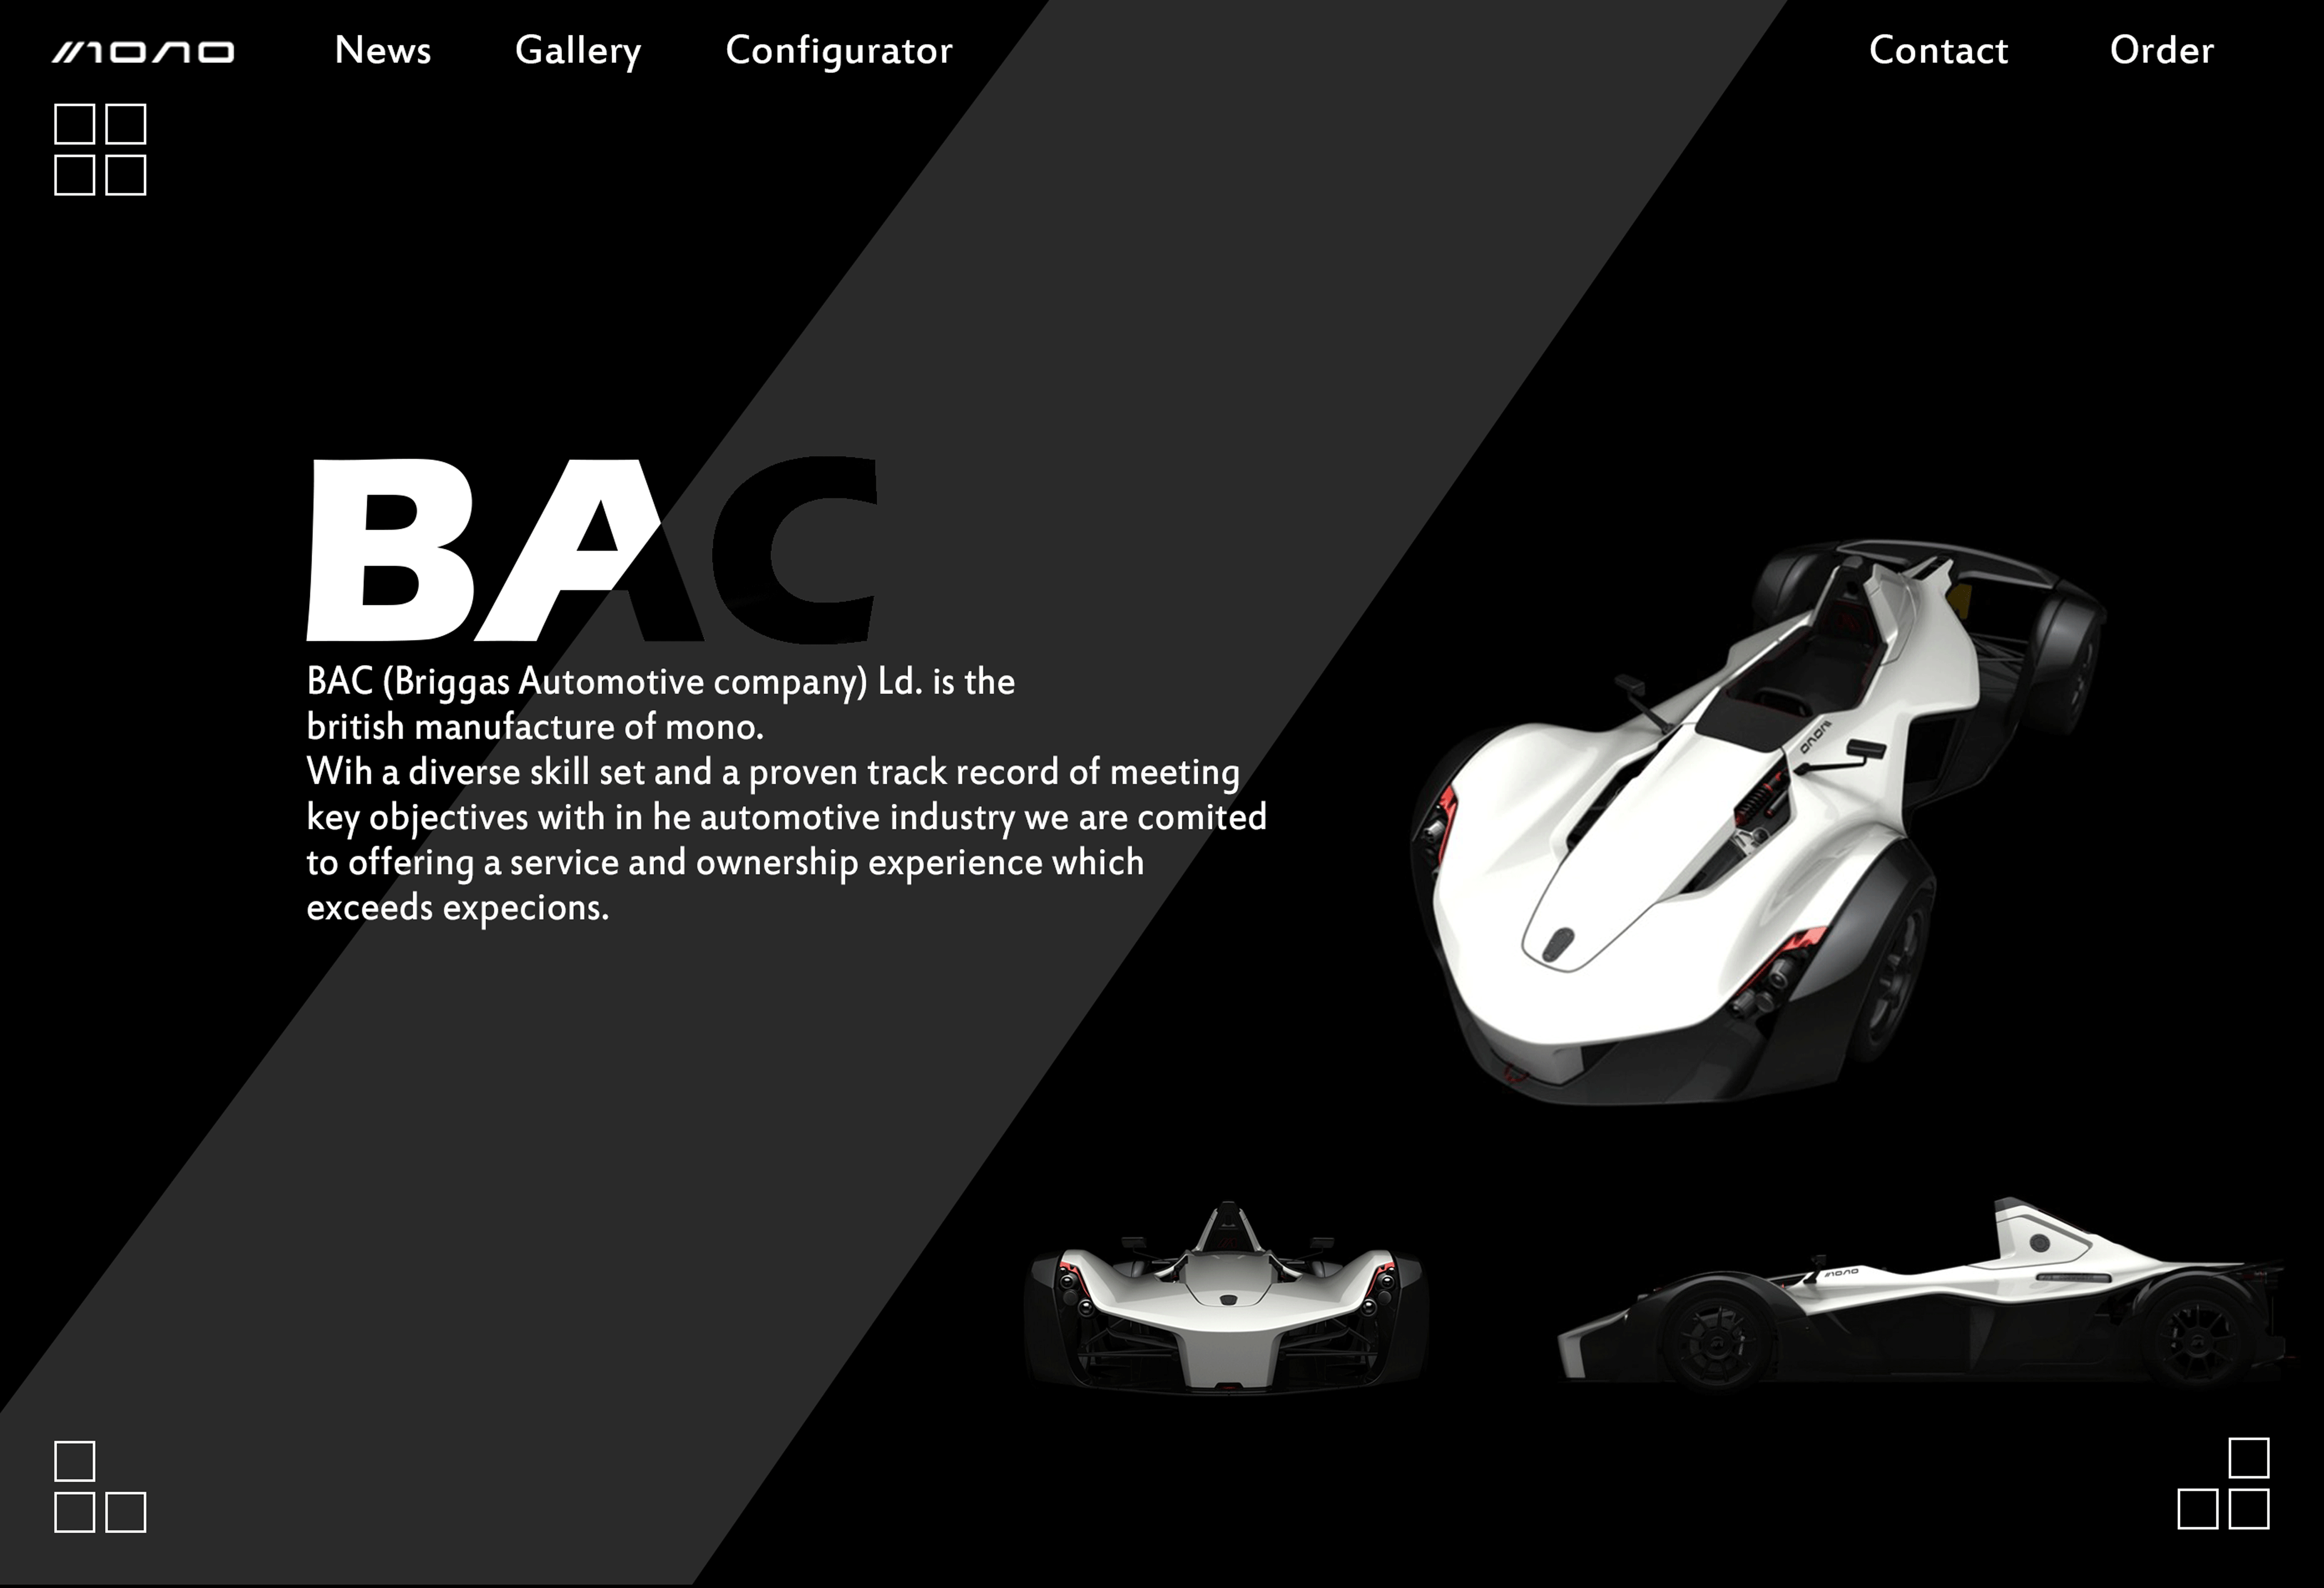 mono News Gallery Configurator Contact Order
BAC
BAC (Briggas Automotive company) Ld. is the
british manufacture of mono.
Wih a diverse skill set and a proven track record of meeting
key objectives with in he automotive industry we are comited
to offering a service and ownership experience which
exceeds expecions.
mono
mono